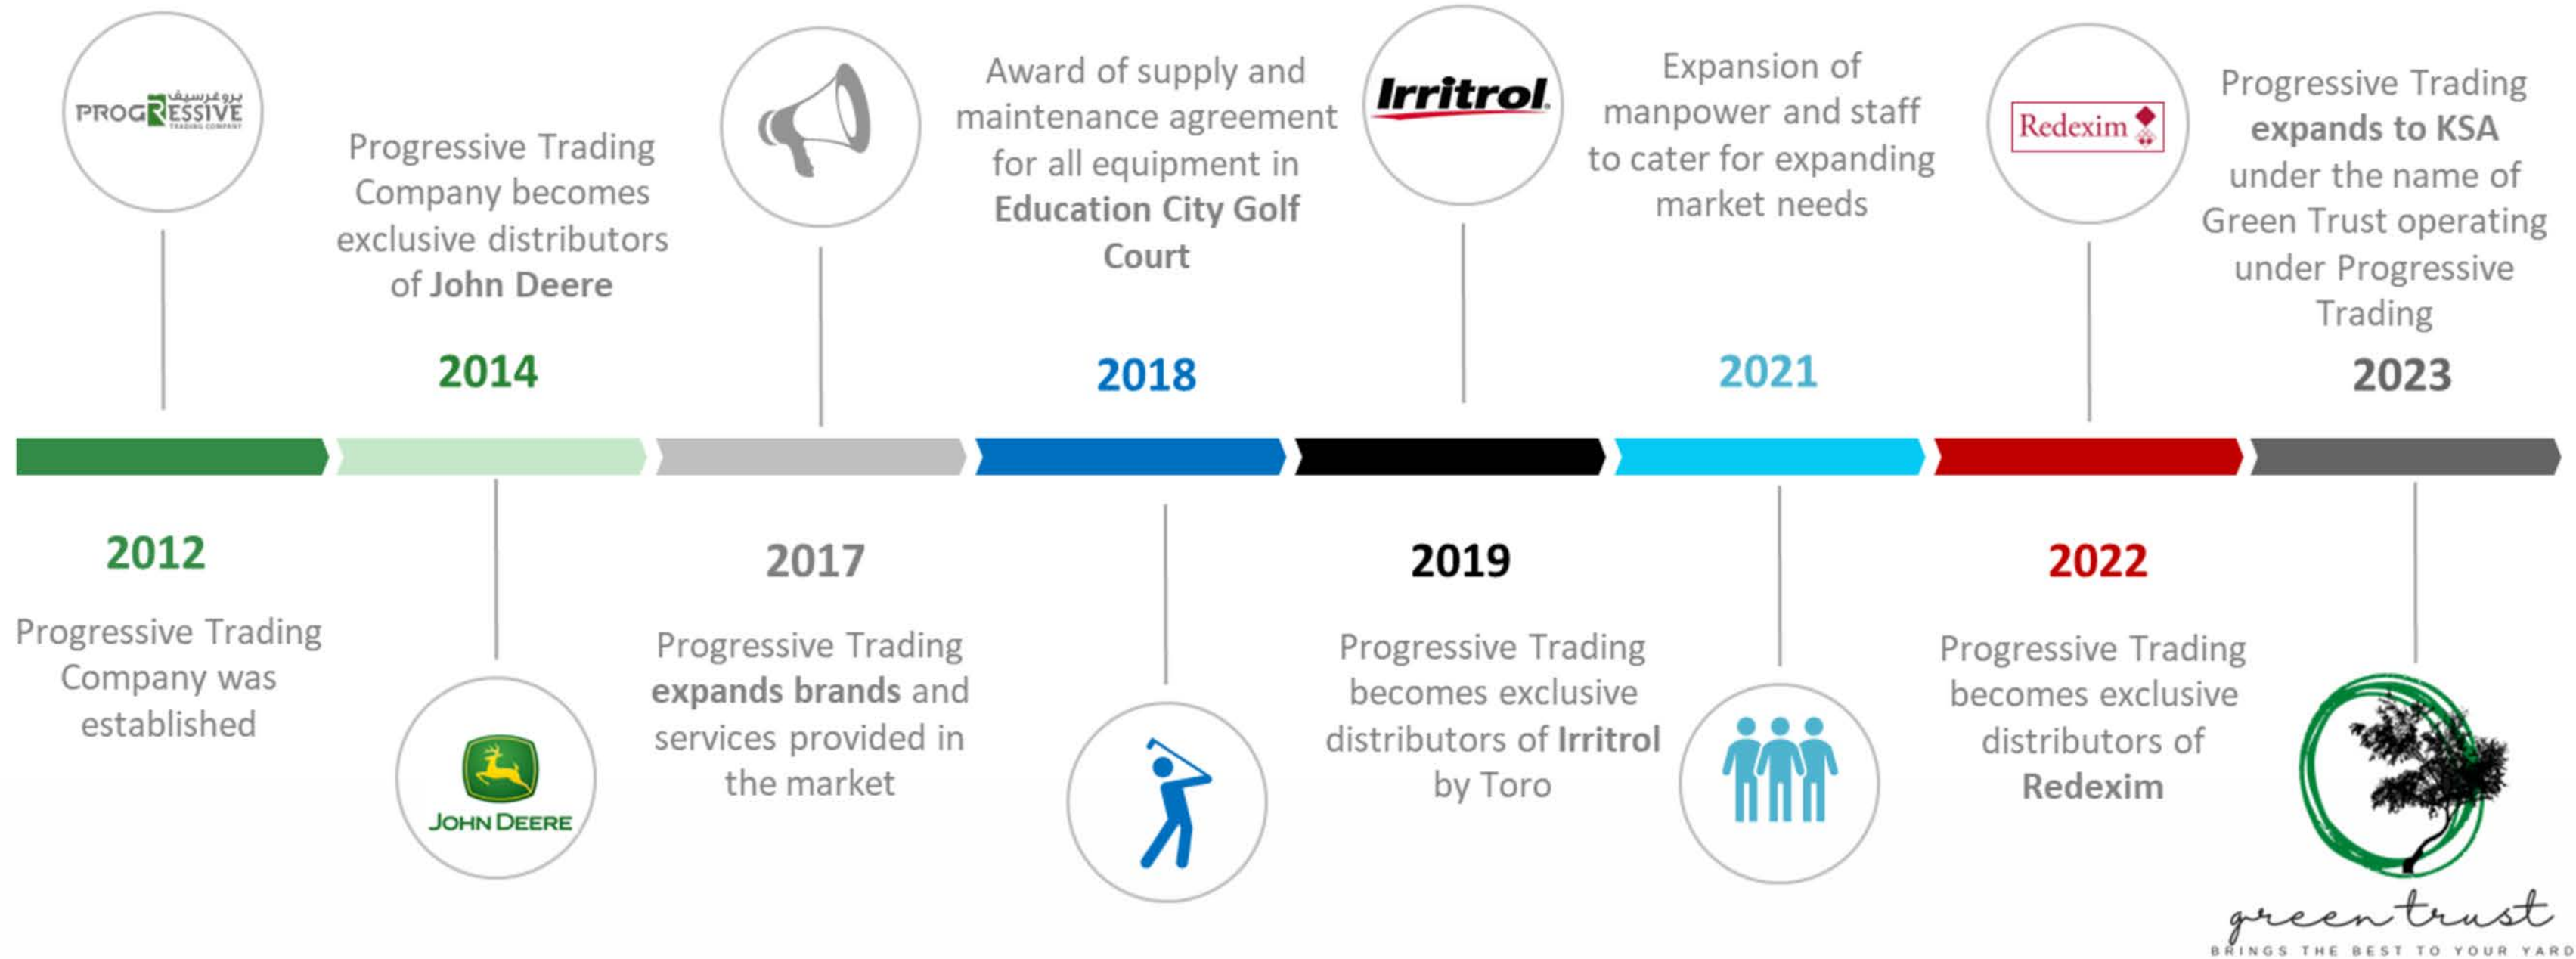 بروغرسيف
PROGRESSIVE
TRADING COMPANY
2012
Progressive Trading
Company was
established
Progressive Trading
Company becomes
exclusive distributors
of John Deere
2014
JOHN DEERE
2017
Progressive Trading
expands brands and
services provided in
the market
Award of supply and
maintenance agreement
for all equipment in
Education City Golf
Court
2018
Irritrol.
2019
Progressive Trading
becomes exclusive
distributors of Irritrol
by Toro
Expansion of
manpower and staff
to cater for expanding
market needs
2021
Redexim
2022
Progressive Trading
becomes exclusive
distributors of
Redexim
Progressive Trading
expands to KSA
under the name of
Green Trust operating
under Progressive
Trading
2023
green trust
BRINGS THE BEST TO YOUR YARD